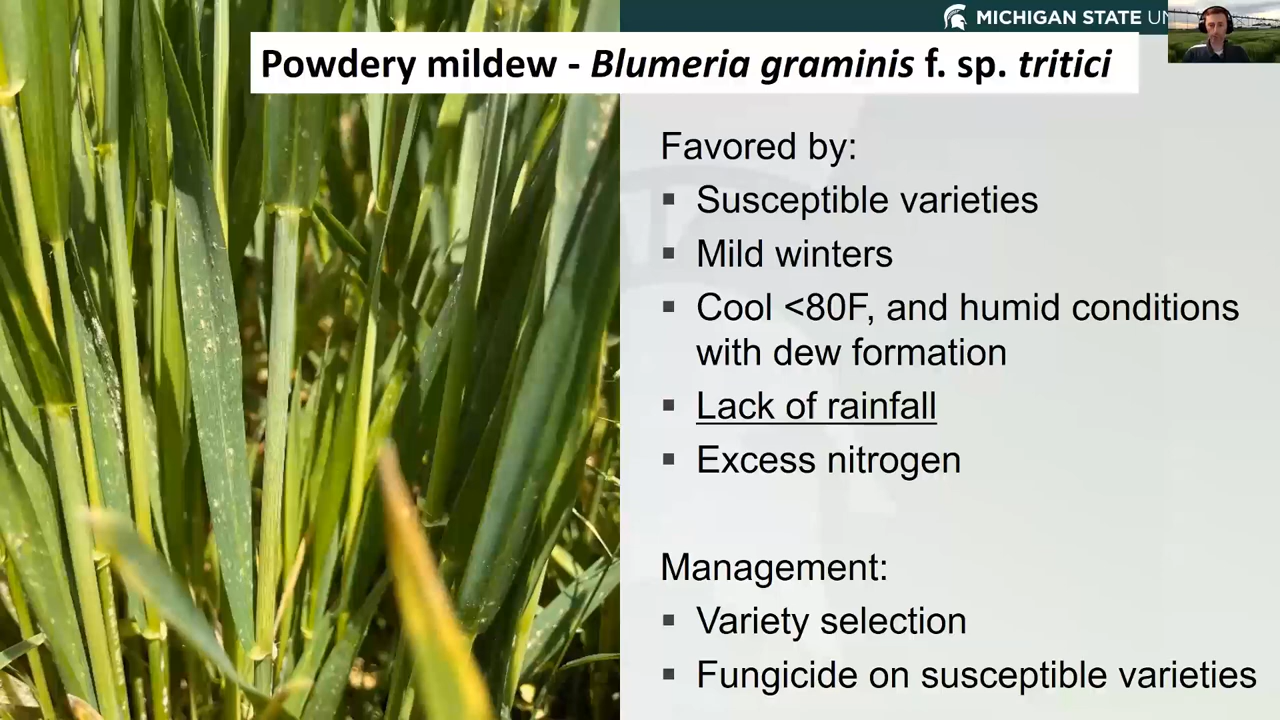 MICHIGAN STATE
Powdery mildew - Blumeria graminis f. sp. tritici
Favored by:
▪ Susceptible varieties
▪ Mild winters
▪ Cool <80F, and humid conditions
with dew formation
▪ Lack of rainfall
▪ Excess nitrogen
Management:
▪ Variety selection
▪ Fungicide on susceptible varieties